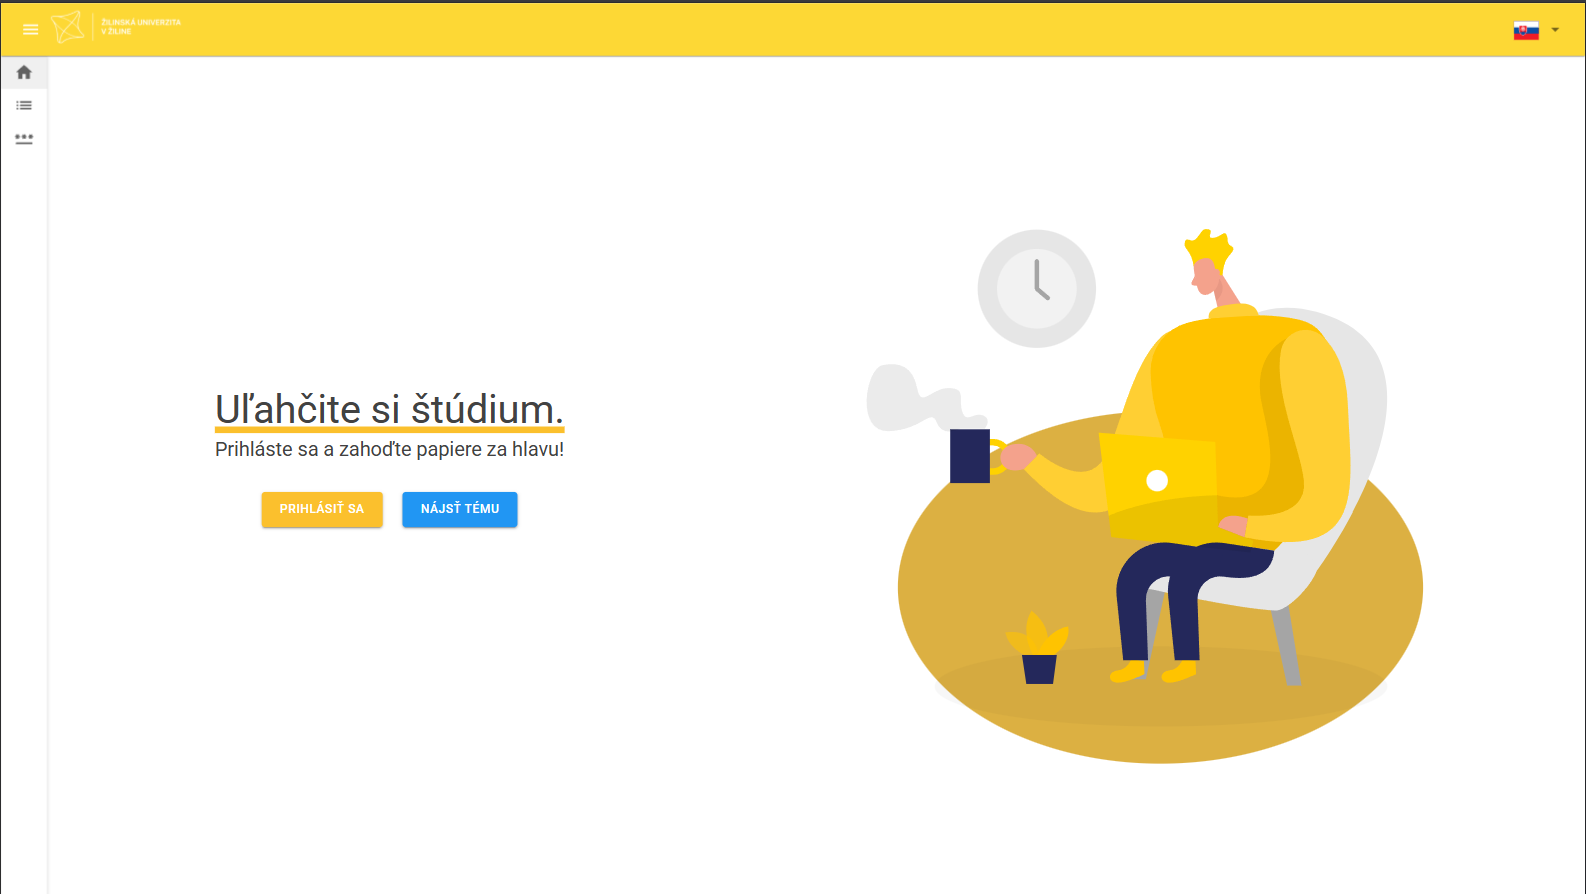 ŽILINSKÁ UNIVERZITA
V ŽILINE
Uľahčite si štúdium.
Prihláste sa a zahoďte papiere za hlavu!
PRIHLÁSIŤ SA
NÁJSŤ TÉMU